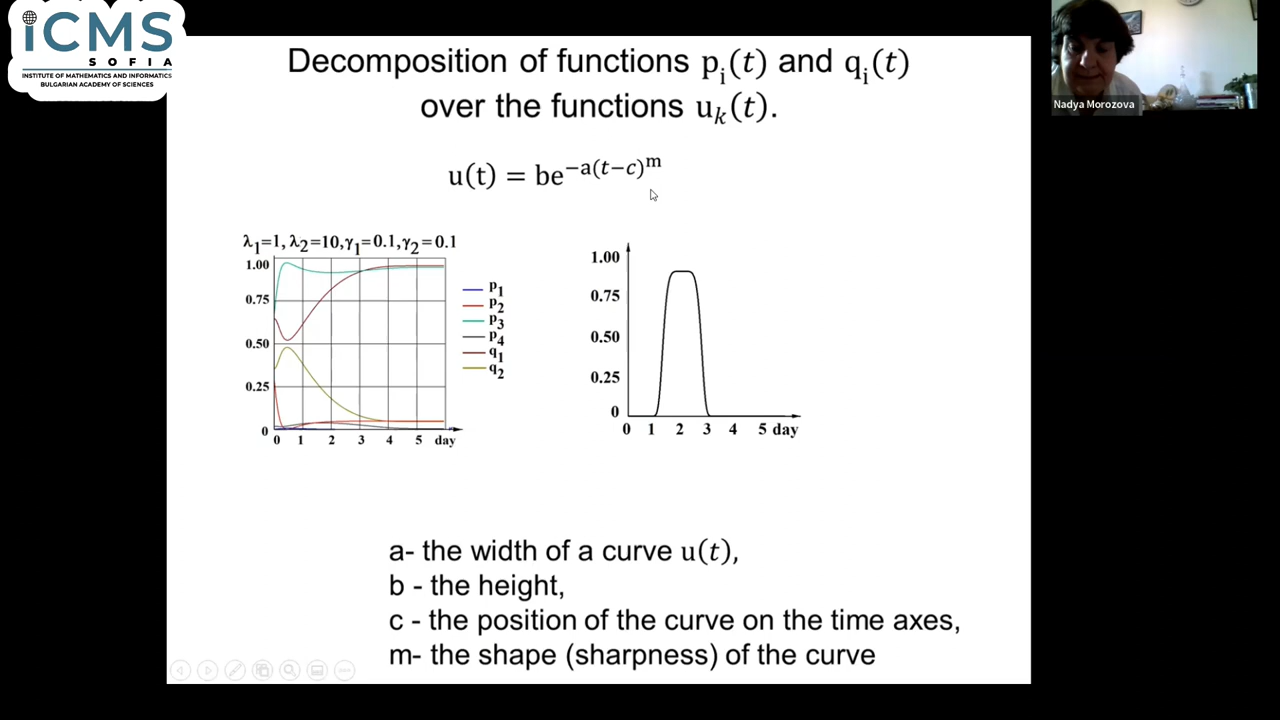 iCMS
SOFIA
INSTITUTE OF MATHEMATICS AND INFORMATICS
BULGARIAN ACADEMY OF SCIENCES
Decomposition of functions pᵢ(t) and qᵢ(t)
over the functions uₖ(t).
u(t) = be^−a(t−c)^m
λ₁=1, λ₂=10,γ₁=0.1,γ₂=0.1
1.00
0.75
0.50
0.25
0
0 1 2 3 4 5 day
p₁
p₂
p₃
p₄
q₁
q₂
1.00
0.75
0.50
0.25
0
0 1 2 3 4 5 day
a- the width of a curve u(t),
b - the height,
c - the position of the curve on the time axes,
m- the shape (sharpness) of the curve
Nadya Morozova